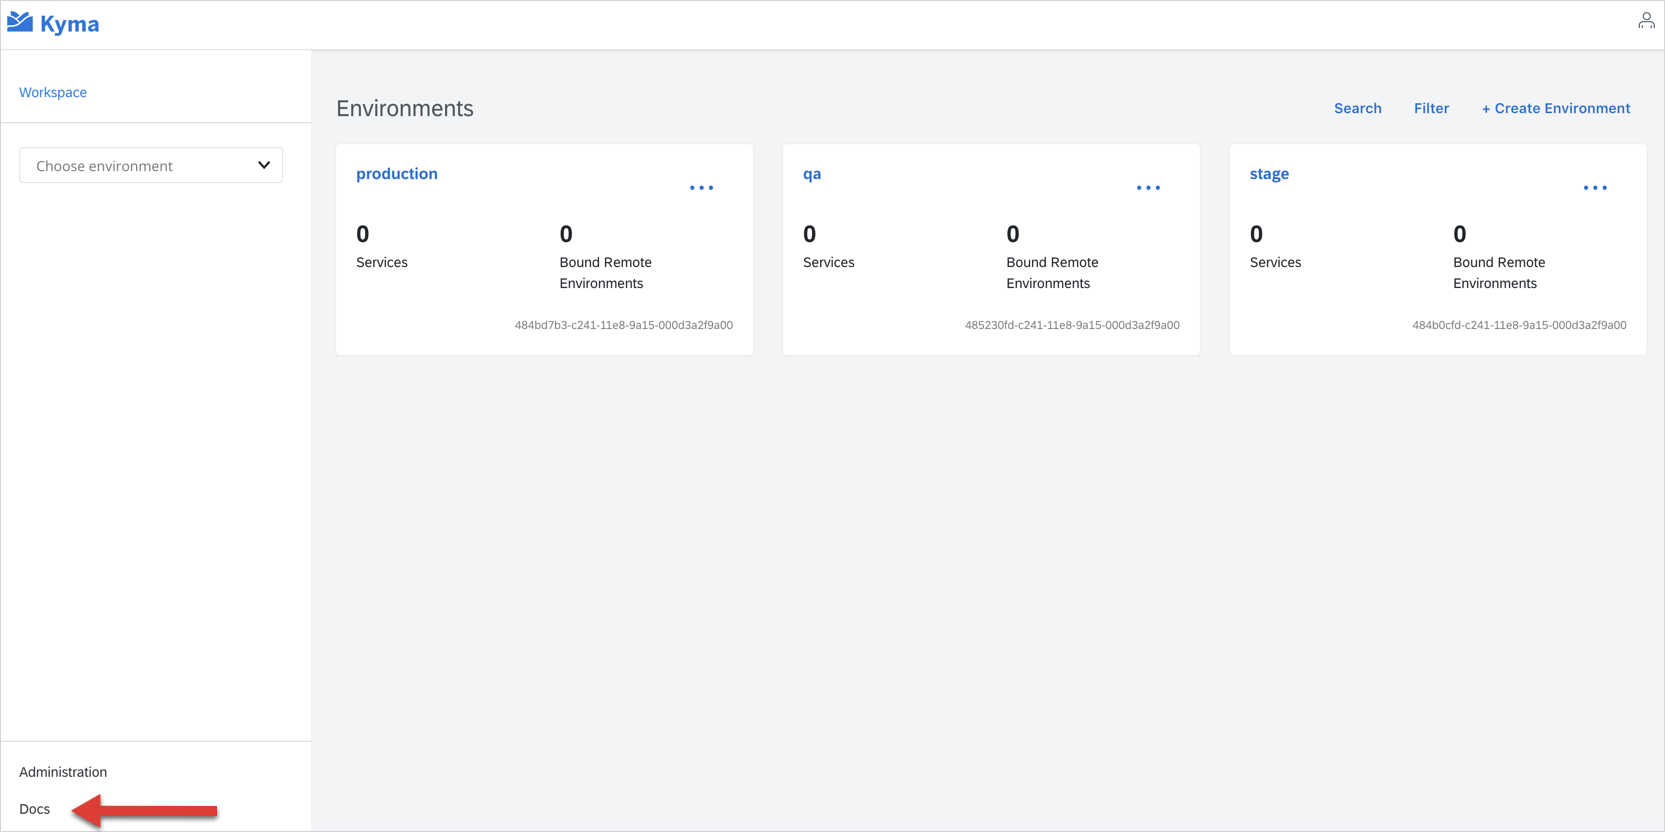 Kyma
Workspace
Choose environment
Environments
Search Filter + Create Environment
production
0 0
Services Bound Remote
Environments
484bd7b3-c241-11e8-9a15-000d3a2f9a00
qa
0 0
Services Bound Remote
Environments
485230fd-c241-11e8-9a15-000d3a2f9a00
stage
0 0
Services Bound Remote
Environments
484b0cfd-c241-11e8-9a15-000d3a2f9a00
Administration
Docs